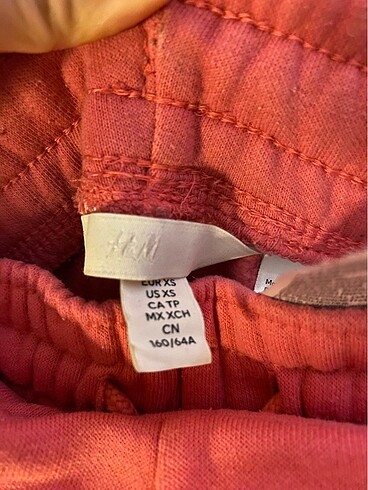 H&M
EUR XS
US XS
CA TP
MX XCH
CN
160/64A
M